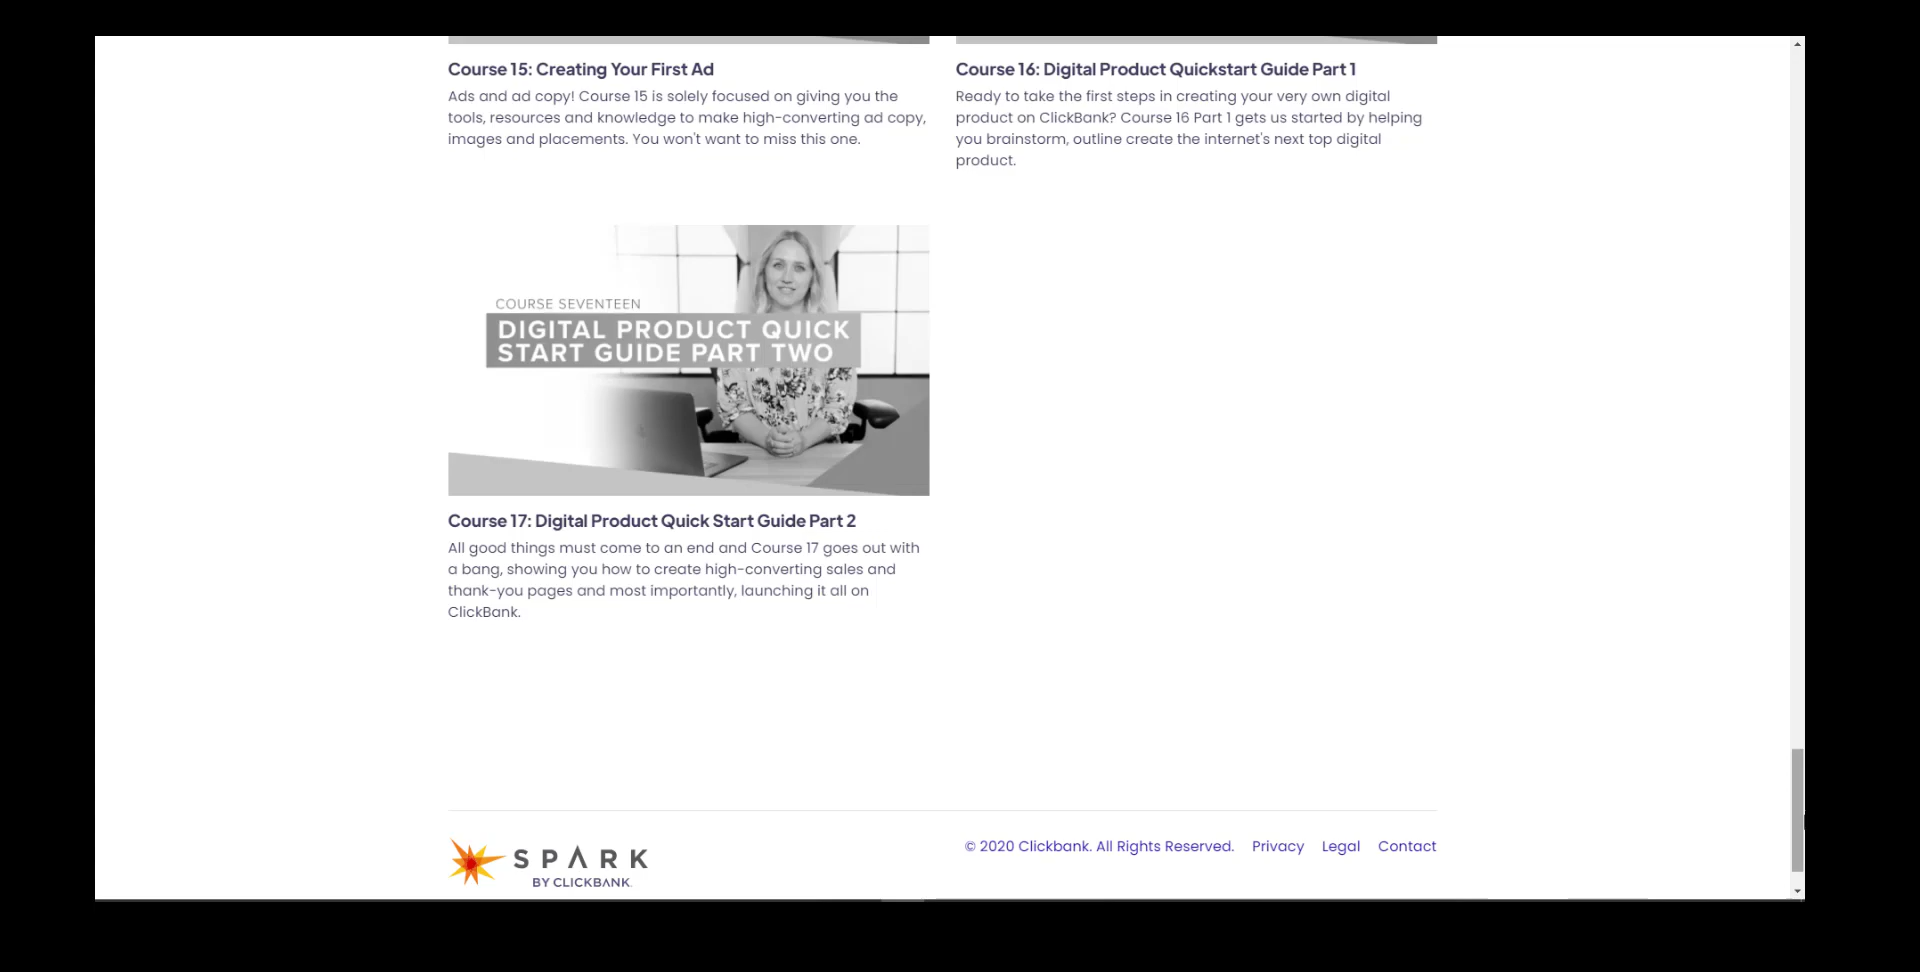 Course 15: Creating Your First Ad
Ads and ad copy! Course 15 is solely focused on giving you the
tools, resources and knowledge to make high-converting ad copy,
images and placements. You won't want to miss this one.
Course 16: Digital Product Quickstart Guide Part 1
Ready to take the first steps in creating your very own digital
product on ClickBank? Course 16 Part 1 gets us started by helping
you brainstorm, outline create the internet's next top digital
product.
COURSE SEVENTEEN
DIGITAL PRODUCT QUICK
START GUIDE PART TWO
Course 17: Digital Product Quick Start Guide Part 2
All good things must come to an end and Course 17 goes out with
a bang, showing you how to create high-converting sales and
thank-you pages and most importantly, launching it all on
ClickBank.
SPARK
BY CLICKBANK
© 2020 Clickbank. All Rights Reserved. Privacy Legal Contact